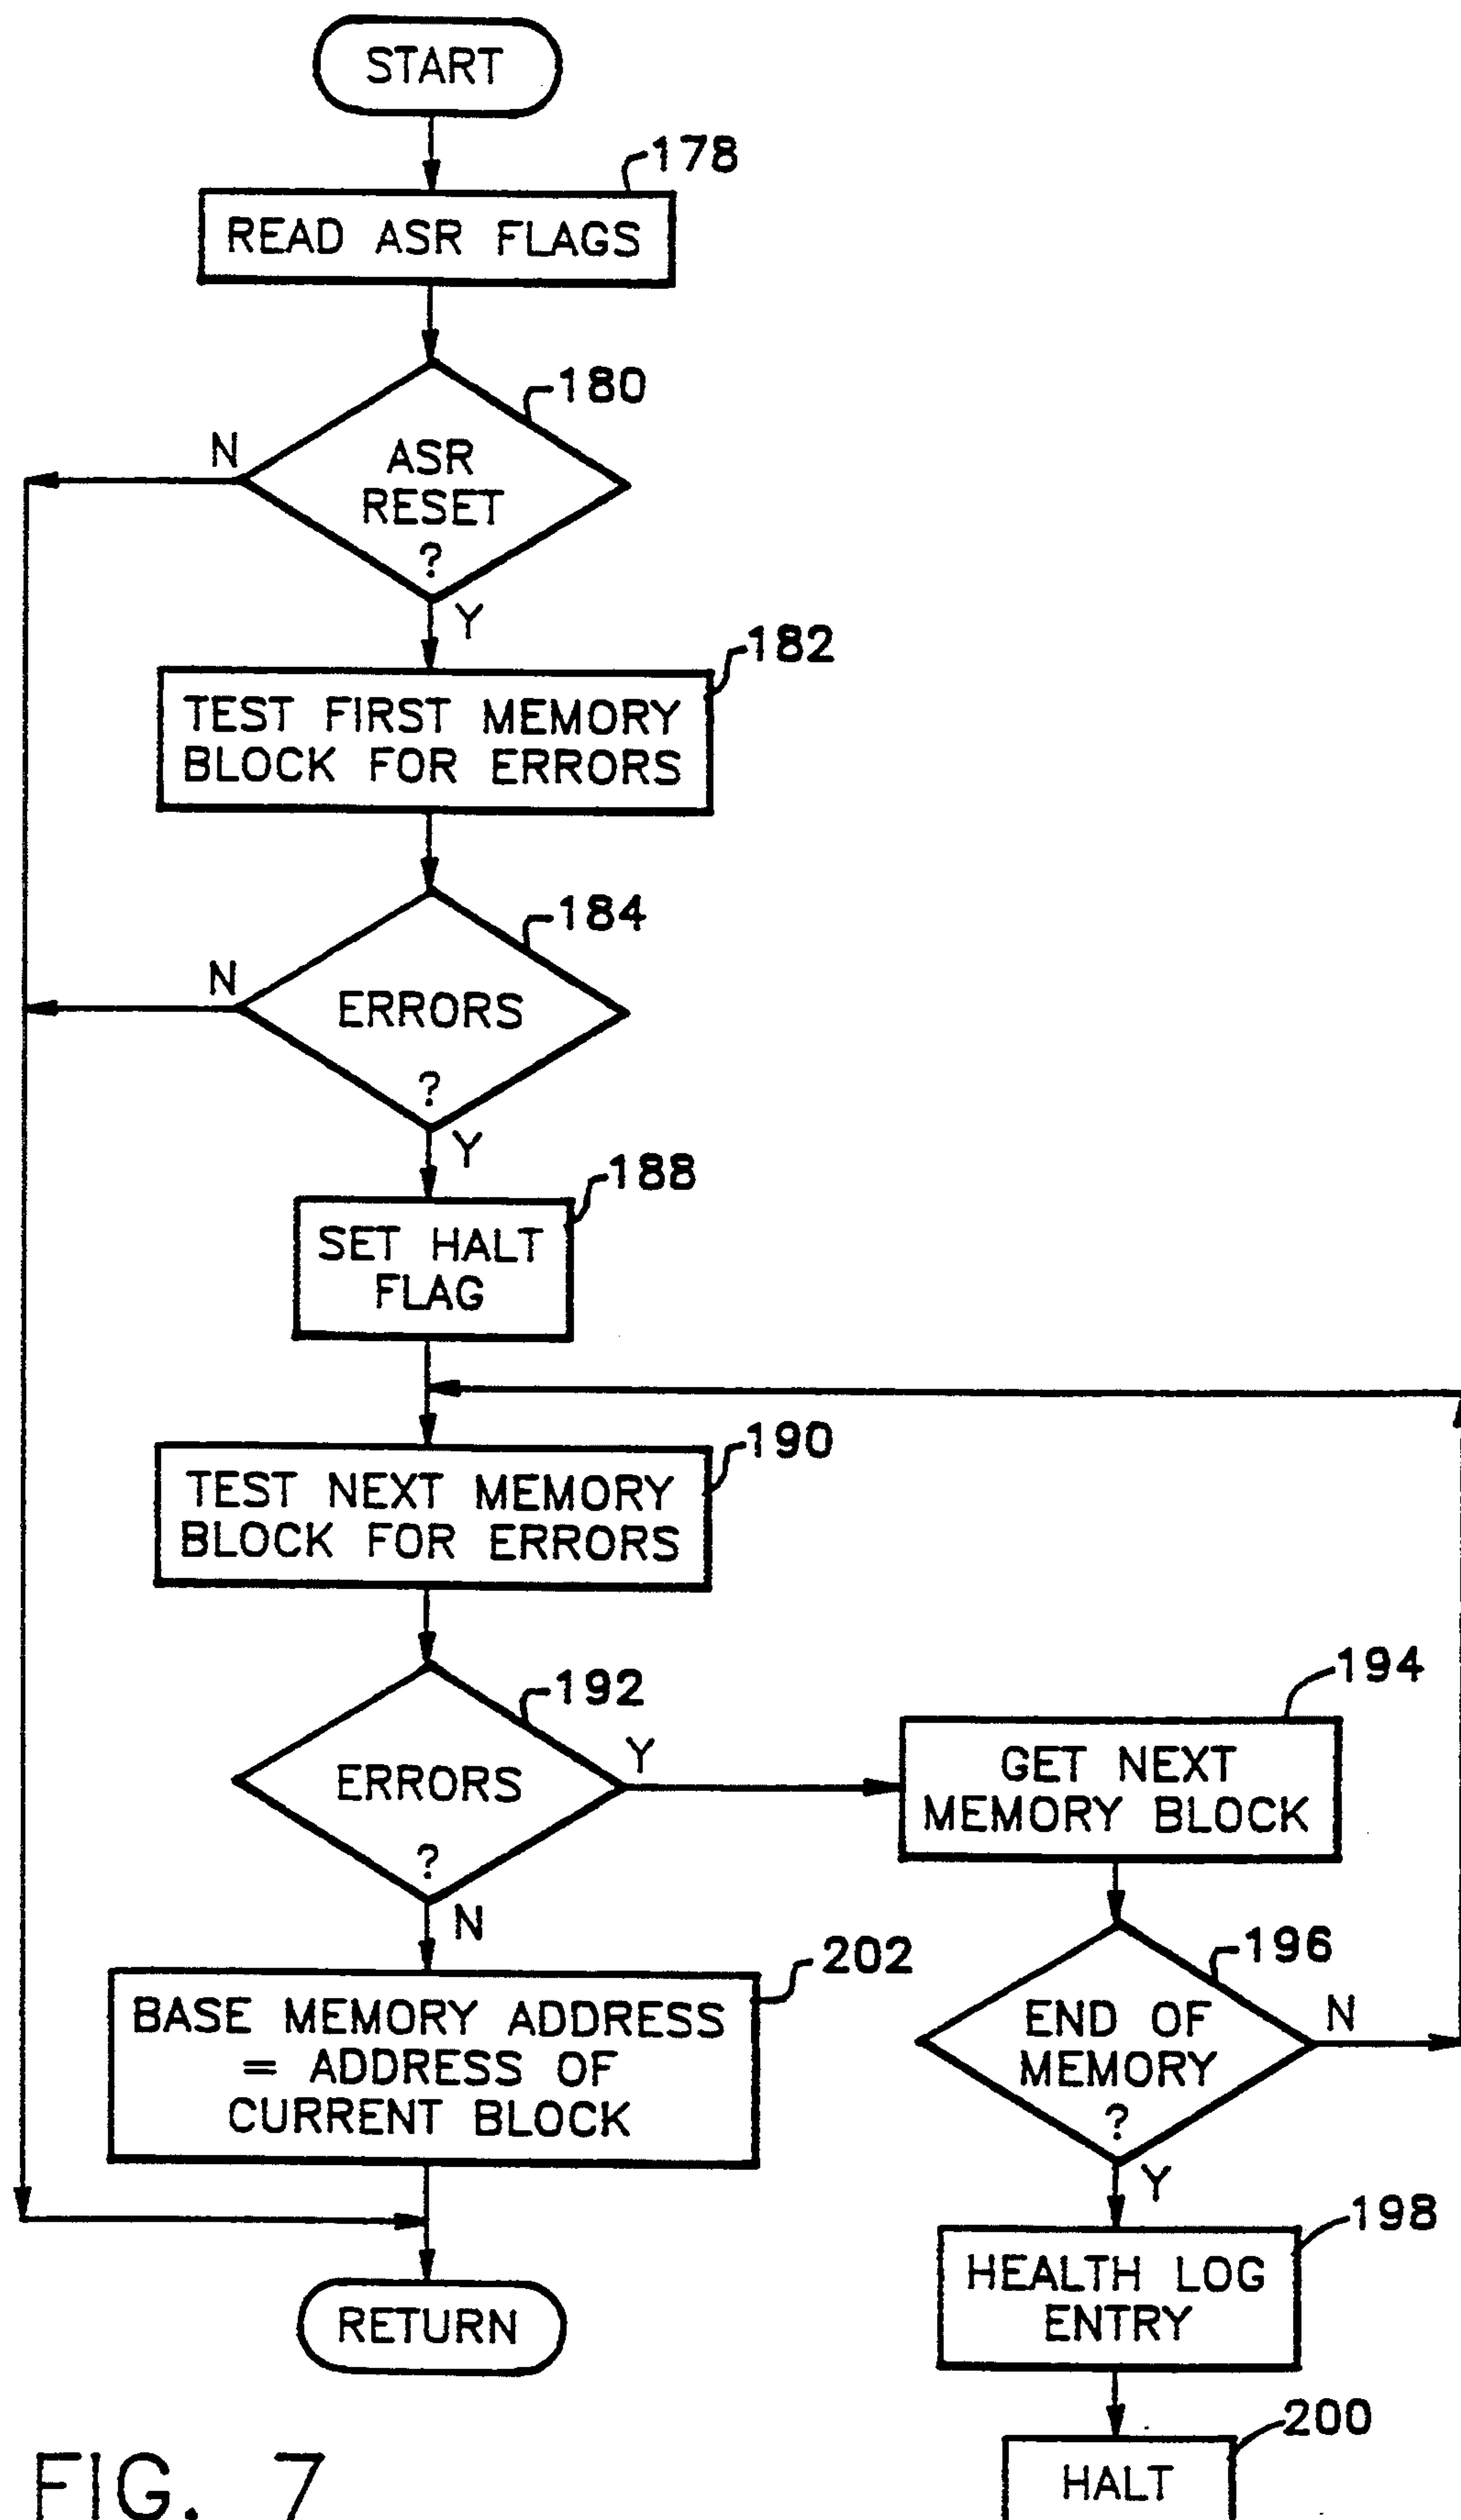 START
178
READ ASR FLAGS
180
N
ASR
RESET
?
Y
182
TEST FIRST MEMORY
BLOCK FOR ERRORS
184
N
ERRORS
?
Y
188
SET HALT
FLAG
190
TEST NEXT MEMORY
BLOCK FOR ERRORS
192
ERRORS
?
Y
N
194
GET NEXT
MEMORY BLOCK
196
END OF
MEMORY
?
N
Y
202
BASE MEMORY ADDRESS
= ADDRESS OF
CURRENT BLOCK
198
HEALTH LOG
ENTRY
RETURN
200
HALT
FIG. 7